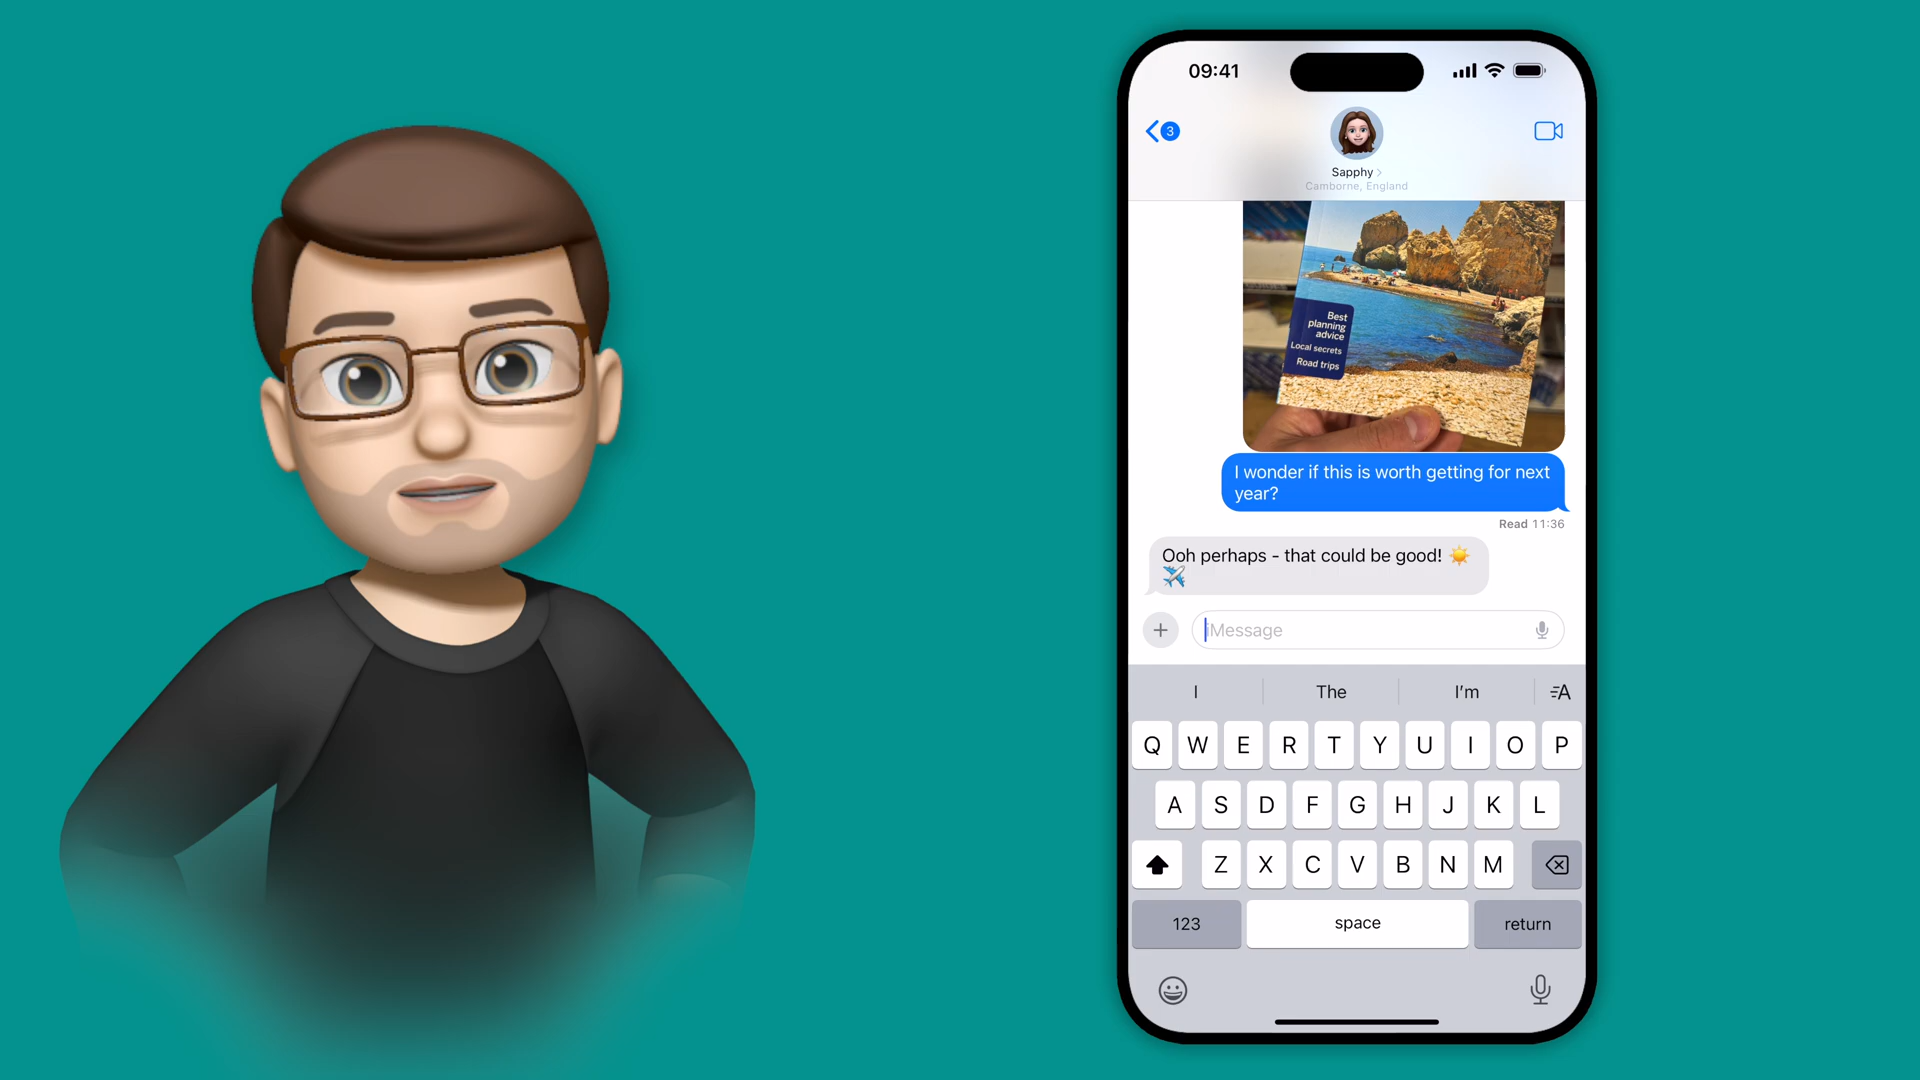 09:41
3
Sapphy
Camborne, England
Best
planning
advice
Local secrets
Road trips
I wonder if this is worth getting for next
year?
Read 11:36
Ooh perhaps - that could be good! ☀️
✈️
iMessage
I The I'm
Q W E R T Y U I O P
A S D F G H J K L
Z X C V B N M
123 space return